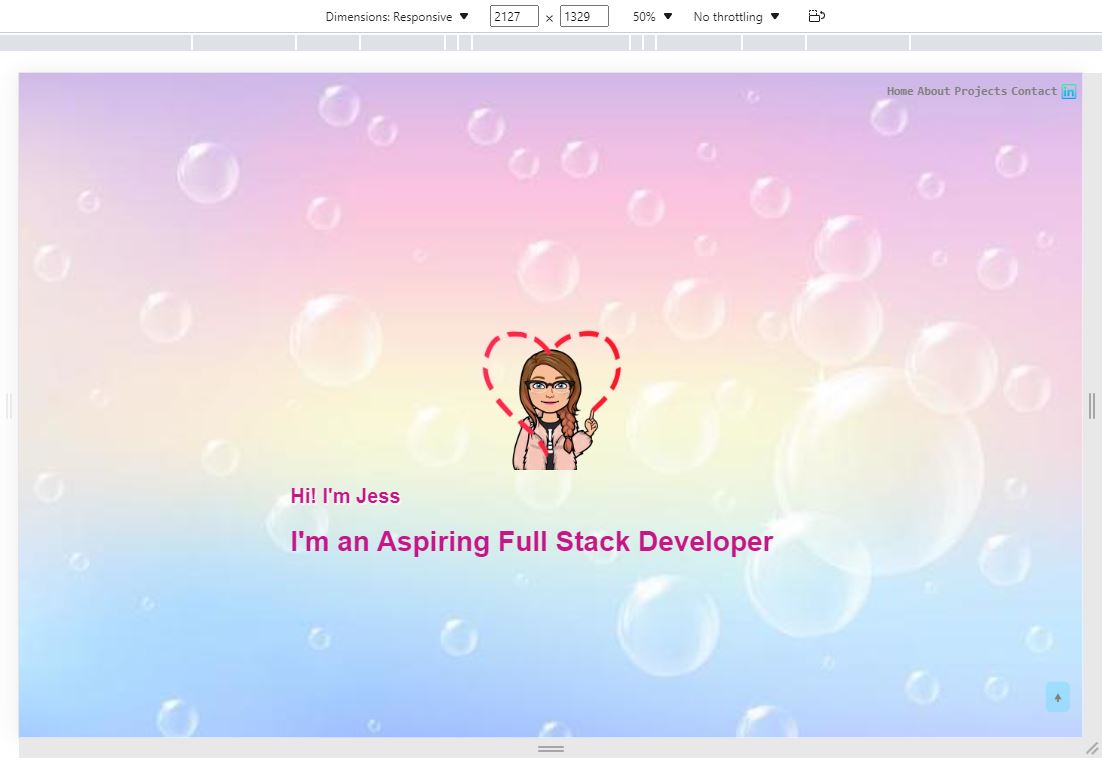 Dimensions: Responsive 2127 × 1329 50% No throttling
Home About Projects Contact in
Hi! I'm Jess
I'm an Aspiring Full Stack Developer